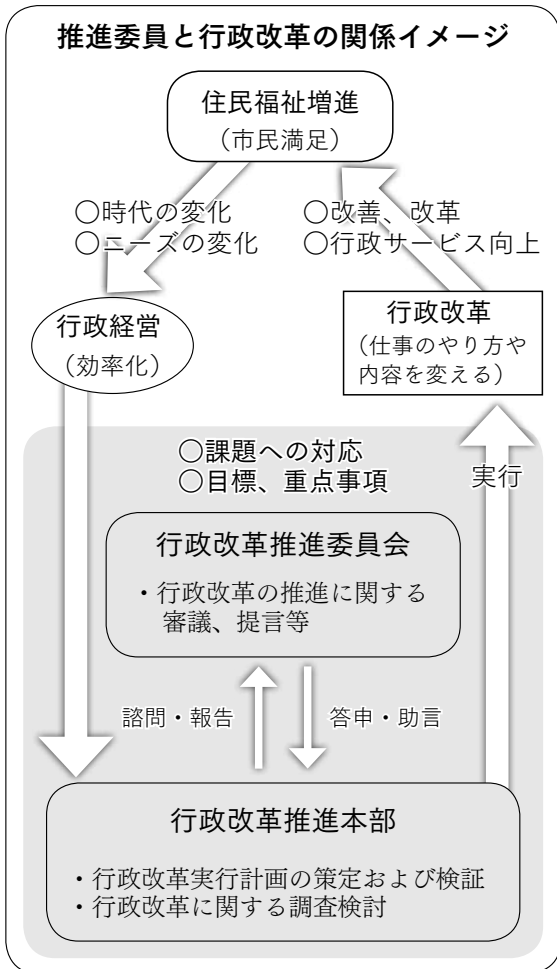 推進委員と行政改革の関係イメージ
住民福祉増進
（市民満足）
○時代の変化
○ニーズの変化
○改善、改革
○行政サービス向上
行政経営
（効率化）
行政改革
（仕事のやり方や
内容を変える）
○課題への対応
○目標、重点事項
実行
行政改革推進委員会
・行政改革の推進に関する
審議、提言等
諮問・報告
答申・助言
行政改革推進本部
・行政改革実行計画の策定および検証
・行政改革に関する調査検討